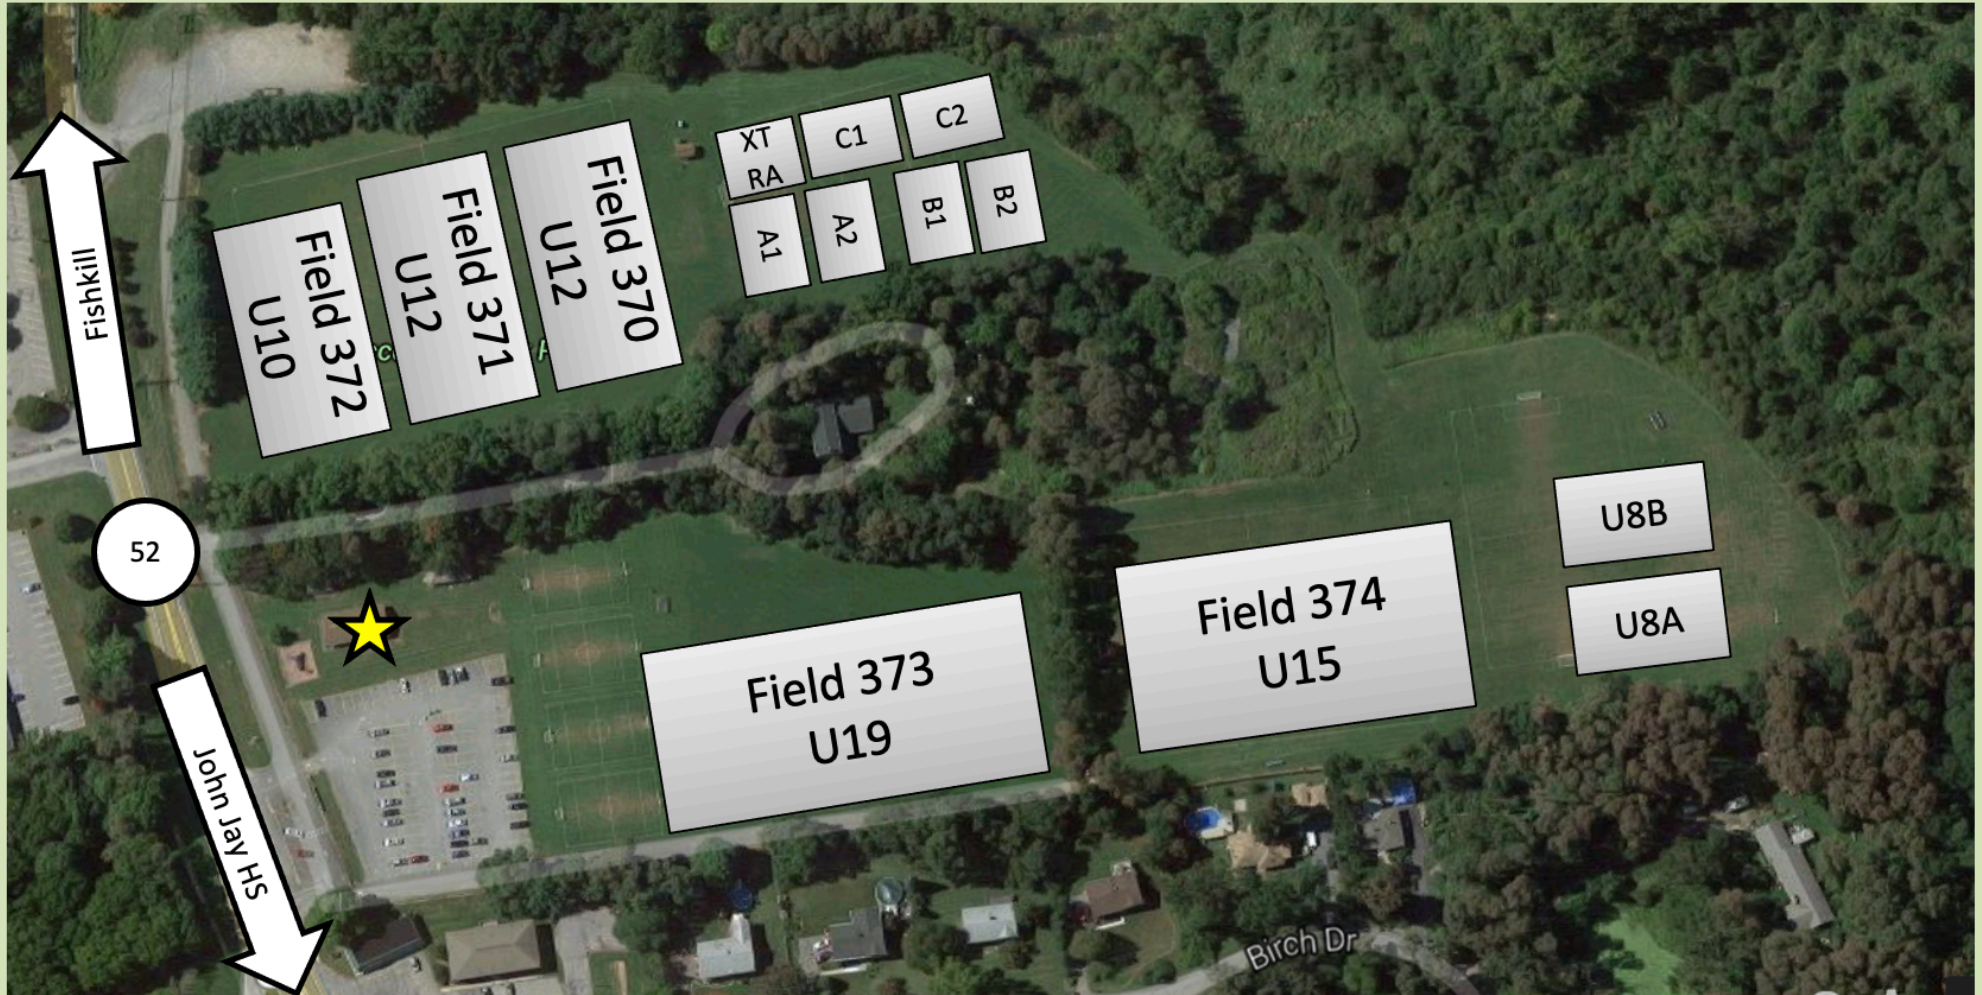 Fishkill
52
John Jay HS
Field 372
U10
Field 371
U12
Field 370
U12
XT
RA
C1
C2
A1
A2
B1
B2
Field 373
U19
Field 374
U15
U8B
U8A
Birch Dr